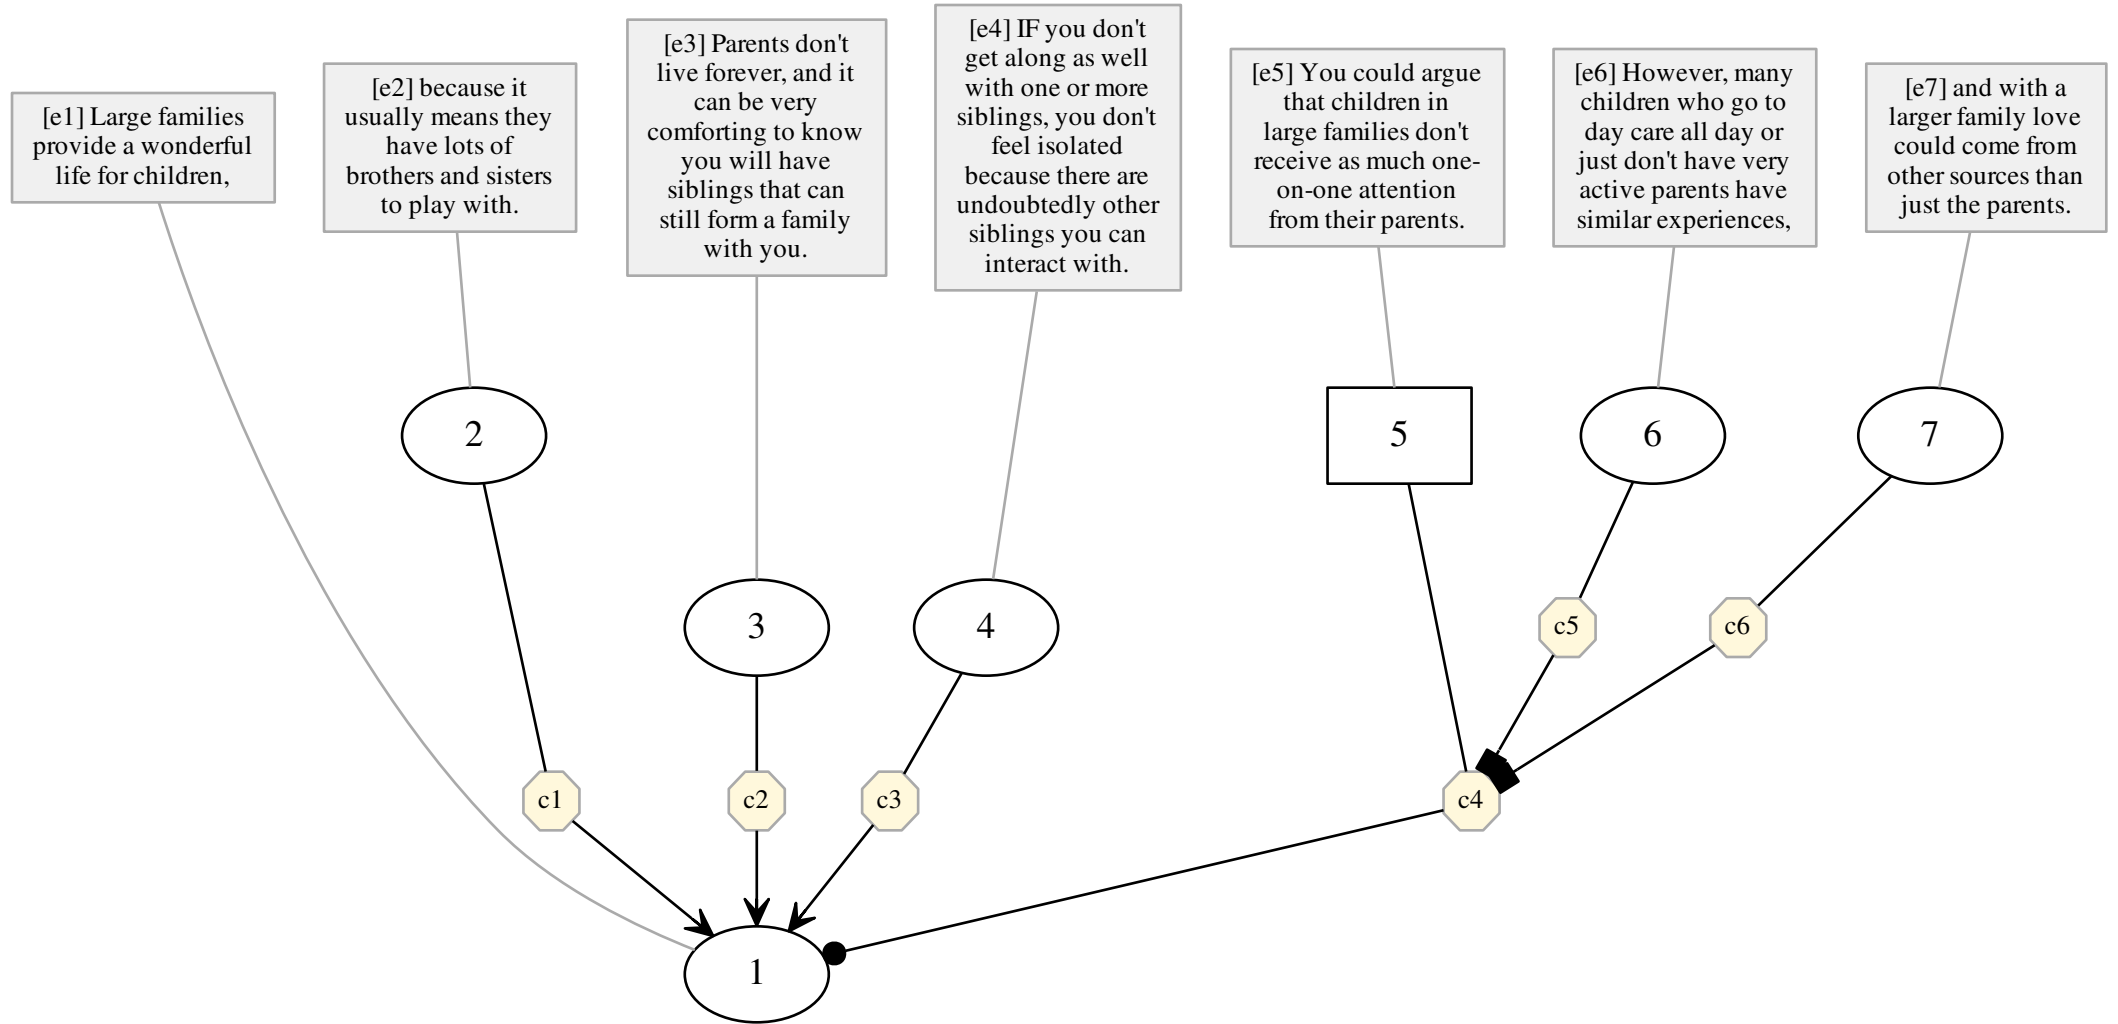 [e1] Large families
provide a wonderful
life for children,
[e2] because it
usually means they
have lots of
brothers and sisters
to play with.
[e3] Parents don't
live forever, and it
can be very
comforting to know
you will have
siblings that can
still form a family
with you.
[e4] IF you don't
get along as well
with one or more
siblings, you don't
feel isolated
because there are
undoubtedly other
siblings you can
interact with.
[e5] You could argue
that children in
large families don't
receive as much one-
on-one attention
from their parents.
[e6] However, many
children who go to
day care all day or
just don't have very
active parents have
similar experiences,
[e7] and with a
larger family love
could come from
other sources than
just the parents.
2
5
6
7
3
4
c5
c6
c1
c2
c3
c4
1